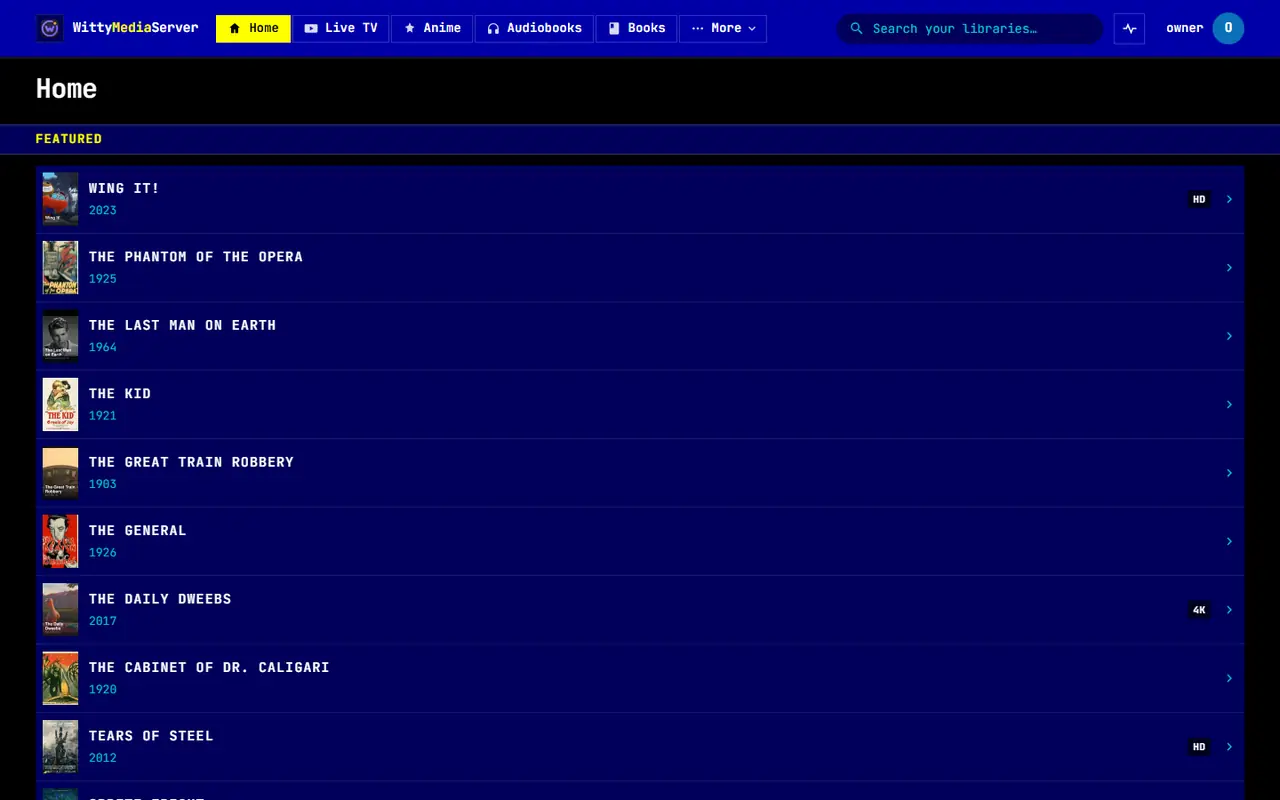 WittyMediaServer
Home
Live TV
Anime
Audiobooks
Books
More
Search your libraries…
owner
O
Home
FEATURED
WING IT!
2023
HD
THE PHANTOM OF THE OPERA
1925
THE LAST MAN ON EARTH
1964
THE KID
1921
THE GREAT TRAIN ROBBERY
1903
THE GENERAL
1926
THE DAILY DWEEBS
2017
4K
THE CABINET OF DR. CALIGARI
1920
TEARS OF STEEL
2012
HD